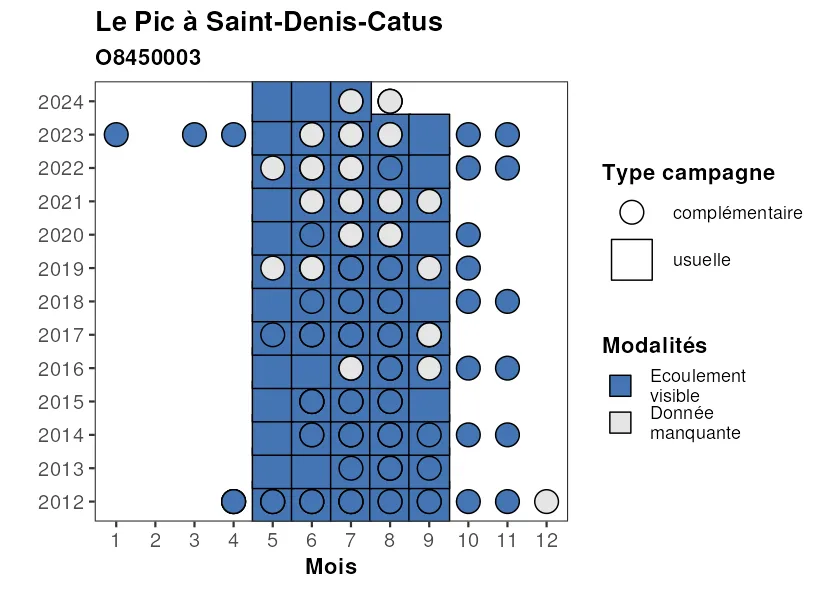 Le Pic à Saint-Denis-Catus
O8450003
2024
2023
2022
2021
2020
2019
2018
2017
2016
2015
2014
2013
2012
1 2 3 4 5 6 7 8 9 10 11 12
Mois
Type campagne
complémentaire
usuelle
Modalités
Ecoulement
visible
Donnée
manquante